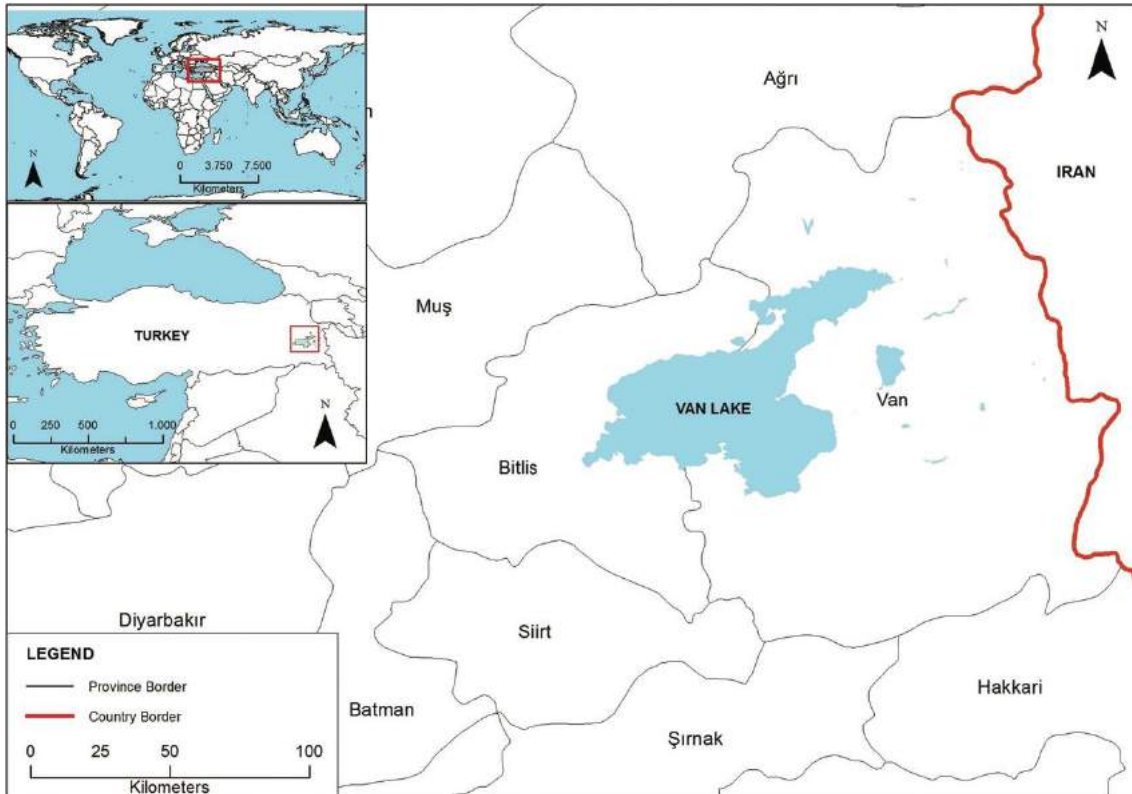 N
0 3.750 7.500
Kilometers
TURKEY
N
0 250 500 1.000
Kilometers
N
Ağrı
IRAN
Muş
VAN LAKE
Van
Bitlis
Diyarbakır
Siirt
Batman
Şırnak
Hakkari
LEGEND
Province Border
Country Border
0 25 50 100
Kilometers